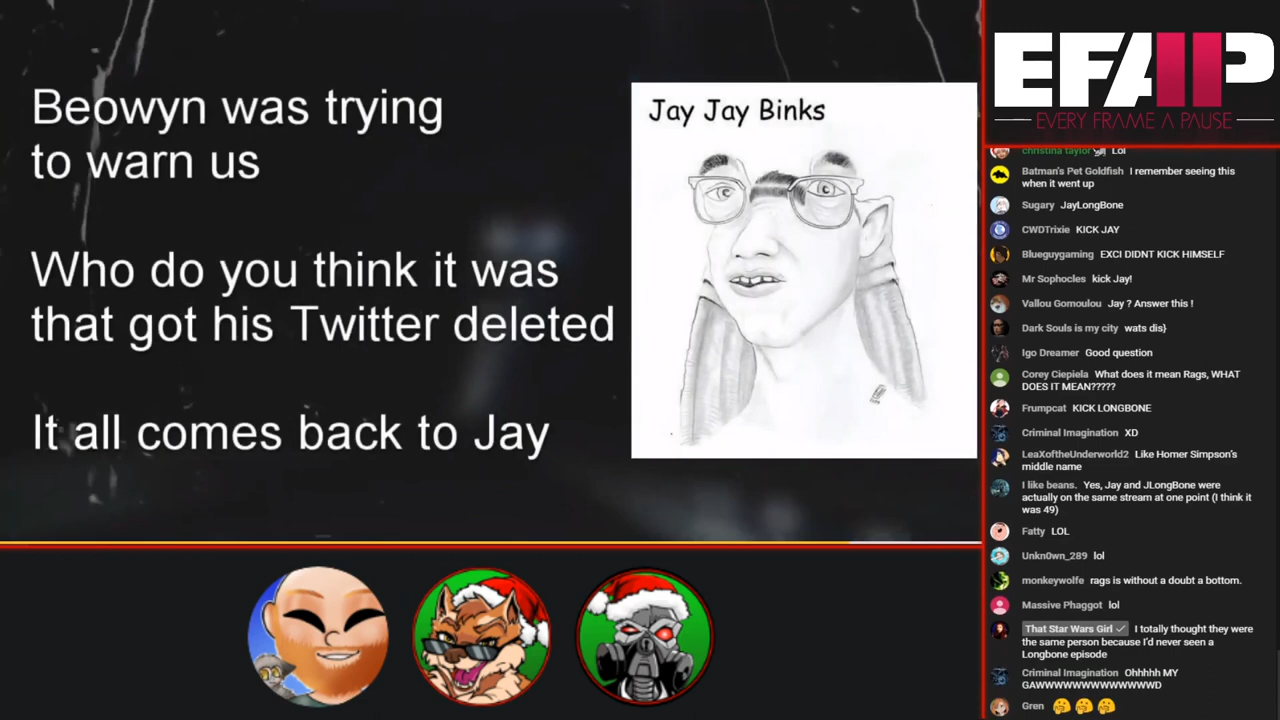 Beowyn was trying
to warn us
Who do you think it was
that got his Twitter deleted
It all comes back to Jay
Jay Jay Binks
EFAP
EVERY FRAME A PAUSE
christina taylor Lol
Batman's Pet Goldfish I remember seeing this
when it went up
Sugary JayLongBone
CWDTrixie KICK JAY
Blueguygaming EXCI DIDNT KICK HIMSELF
Mr Sophocles kick Jay!
Vallou Gomoulou Jay ? Answer this !
Dark Souls is my city wats dis}
Igo Dreamer Good question
Corey Ciepiela What does it mean Rags, WHAT
DOES IT MEAN?????
Frumpcat KICK LONGBONE
Criminal Imagination XD
LeaXoftheUnderworld2 Like Homer Simpson's
middle name
I like beans. Yes, Jay and JLongBone were
actually on the same stream at one point (I think it
was 49)
Fatty LOL
Unkn0wn_289 lol
monkeywolfe rags is without a doubt a bottom.
Massive Phaggot lol
That Star Wars Girl I totally thought they were
the same person because I'd never seen a
Longbone episode
Criminal Imagination Ohhhhh MY
GAWWWWWWWWWWWWWD
Gren